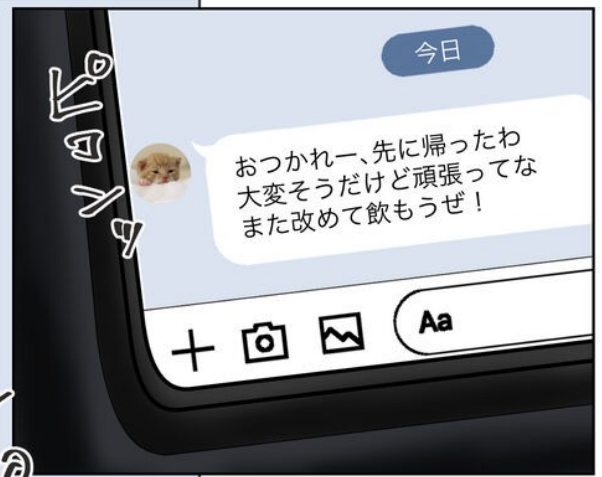 今日
おつかれー、先に帰ったわ
大変そうだけど頑張ってな
また改めて飲もうぜ！
Aa
ピロンッ